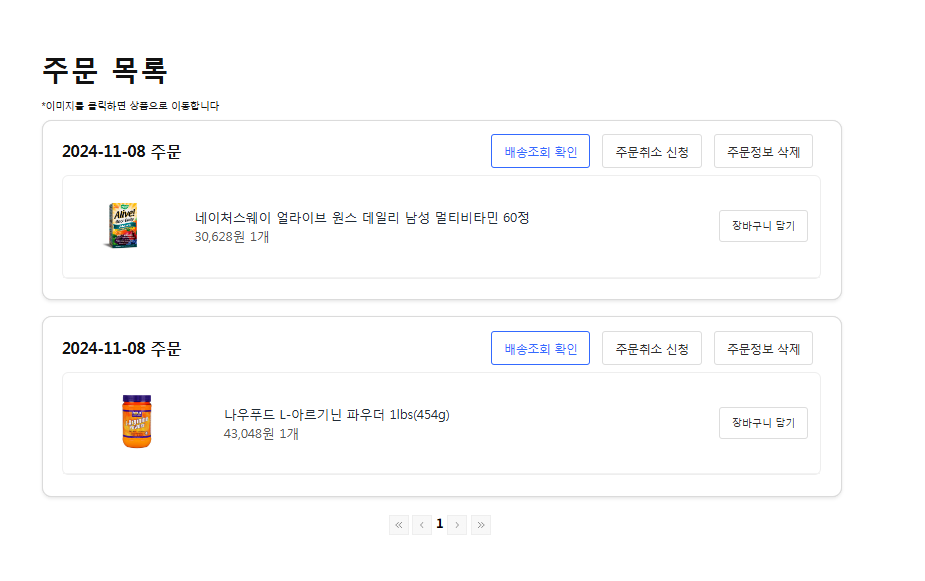 주문 목록
*이미지를 클릭하면 상품으로 이동합니다
2024-11-08 주문
배송조회 확인
주문취소 신청
주문정보 삭제
Alive!
네이처스웨이 얼라이브 원스 데일리 남성 멀티비타민 60정
30,628원 1개
장바구니 담기
2024-11-08 주문
배송조회 확인
주문취소 신청
주문정보 삭제
나우푸드 L-아르기닌 파우더 1lbs(454g)
43,048원 1개
장바구니 담기
« ‹ 1 › »